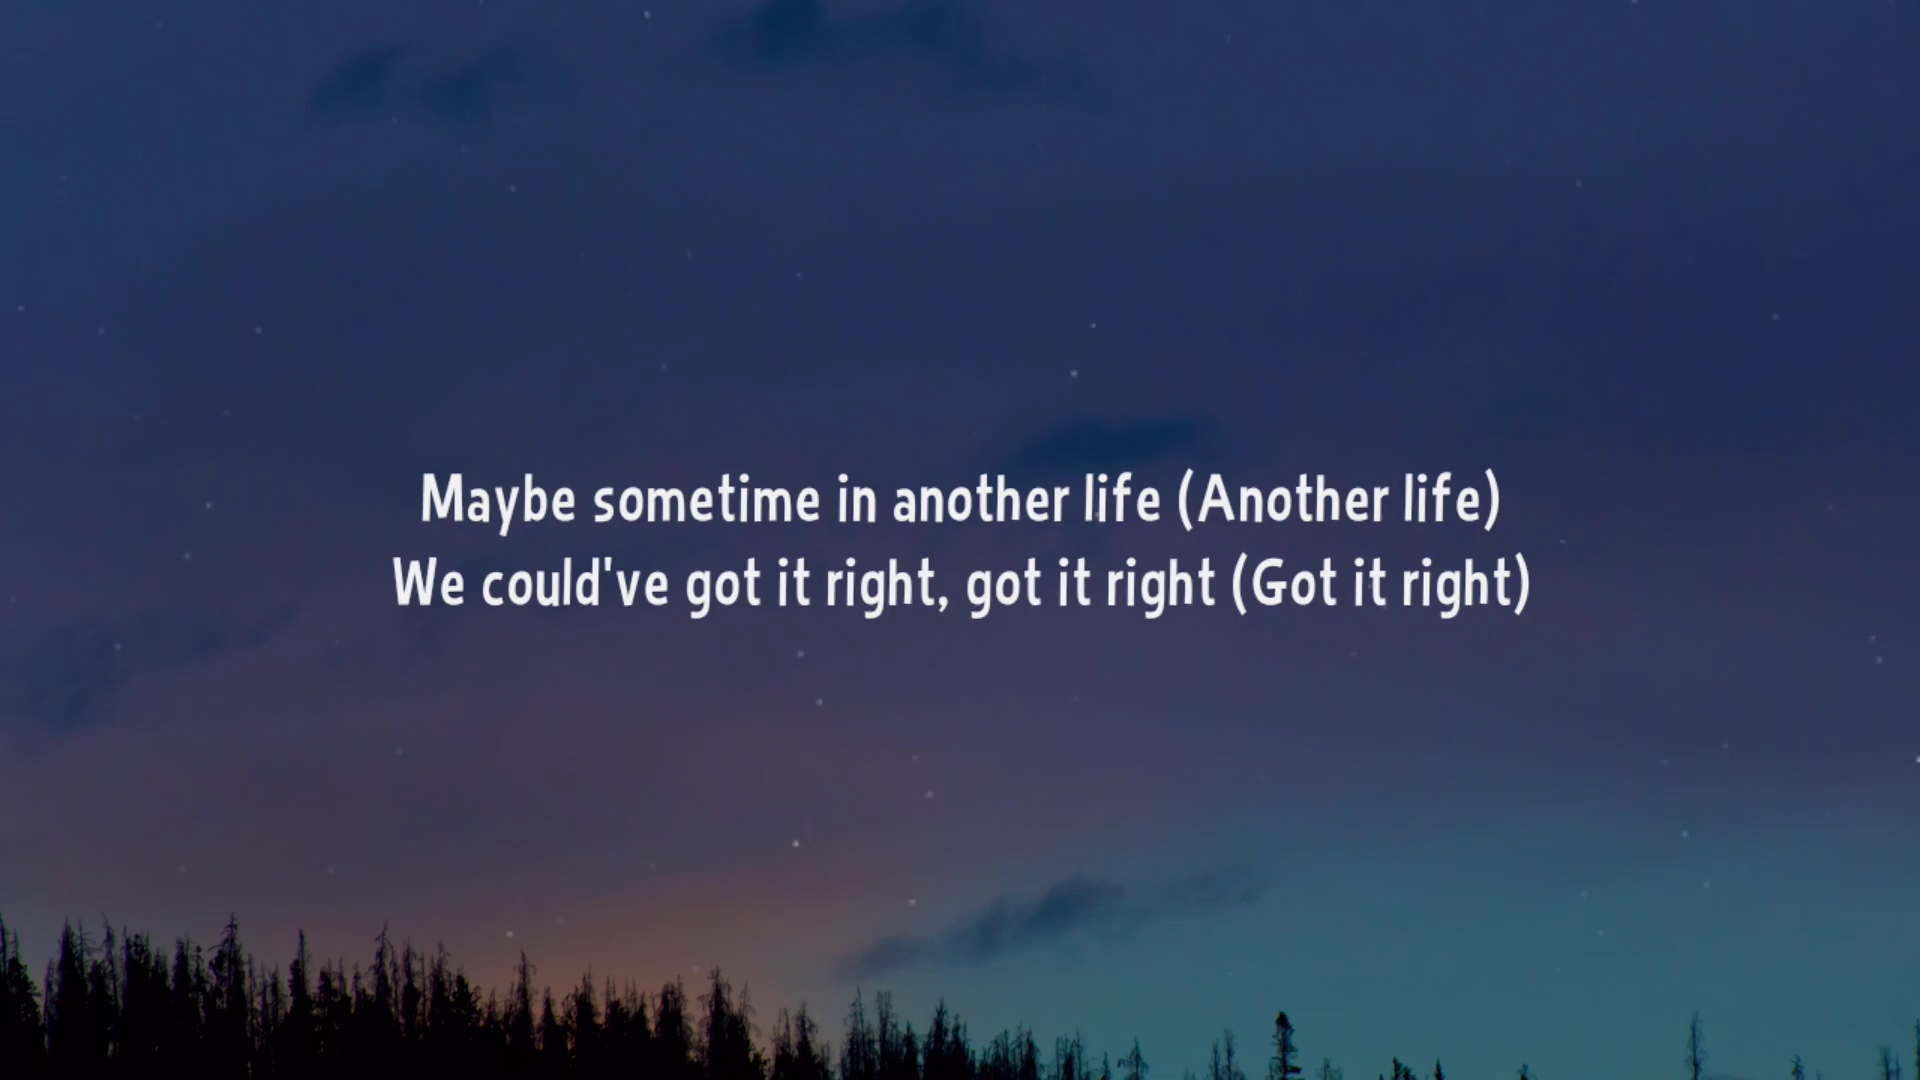 Maybe sometime in another life (Another life)
We could've got it right, got it right (Got it right)